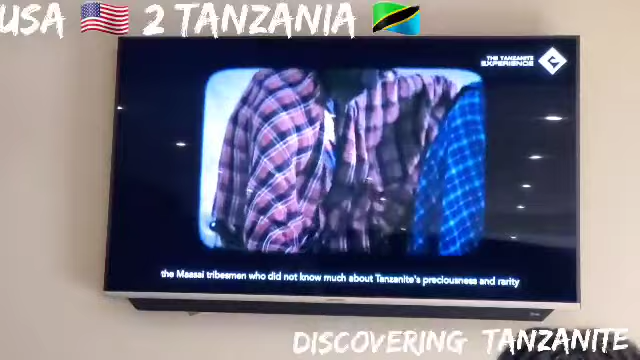 USA 🇺🇸 2 TANZANIA 🇹🇿
THE TANZANITE
EXPERIENCE
the Maasai tribesmen who did not know much about Tanzanite's preciousness and rarity
DISCOVERING TANZANITE